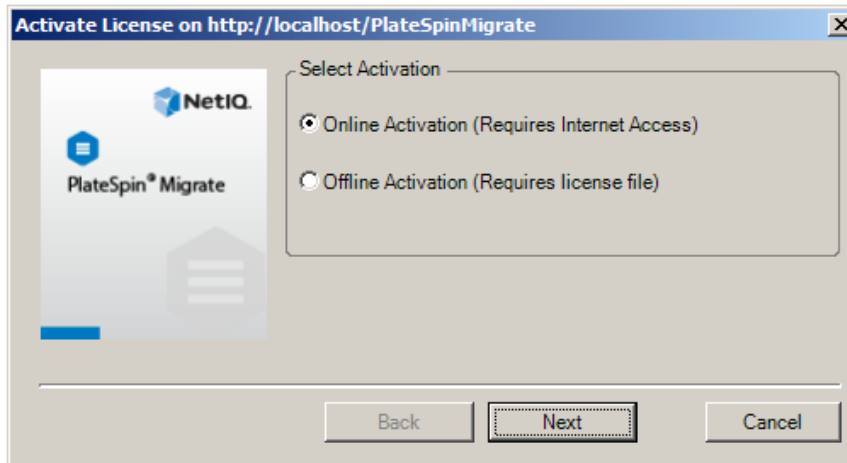 Activate License on http://localhost/PlateSpinMigrate
NetIQ.
PlateSpin® Migrate
Select Activation
Online Activation (Requires Internet Access)
Offline Activation (Requires license file)
Back
Next
Cancel